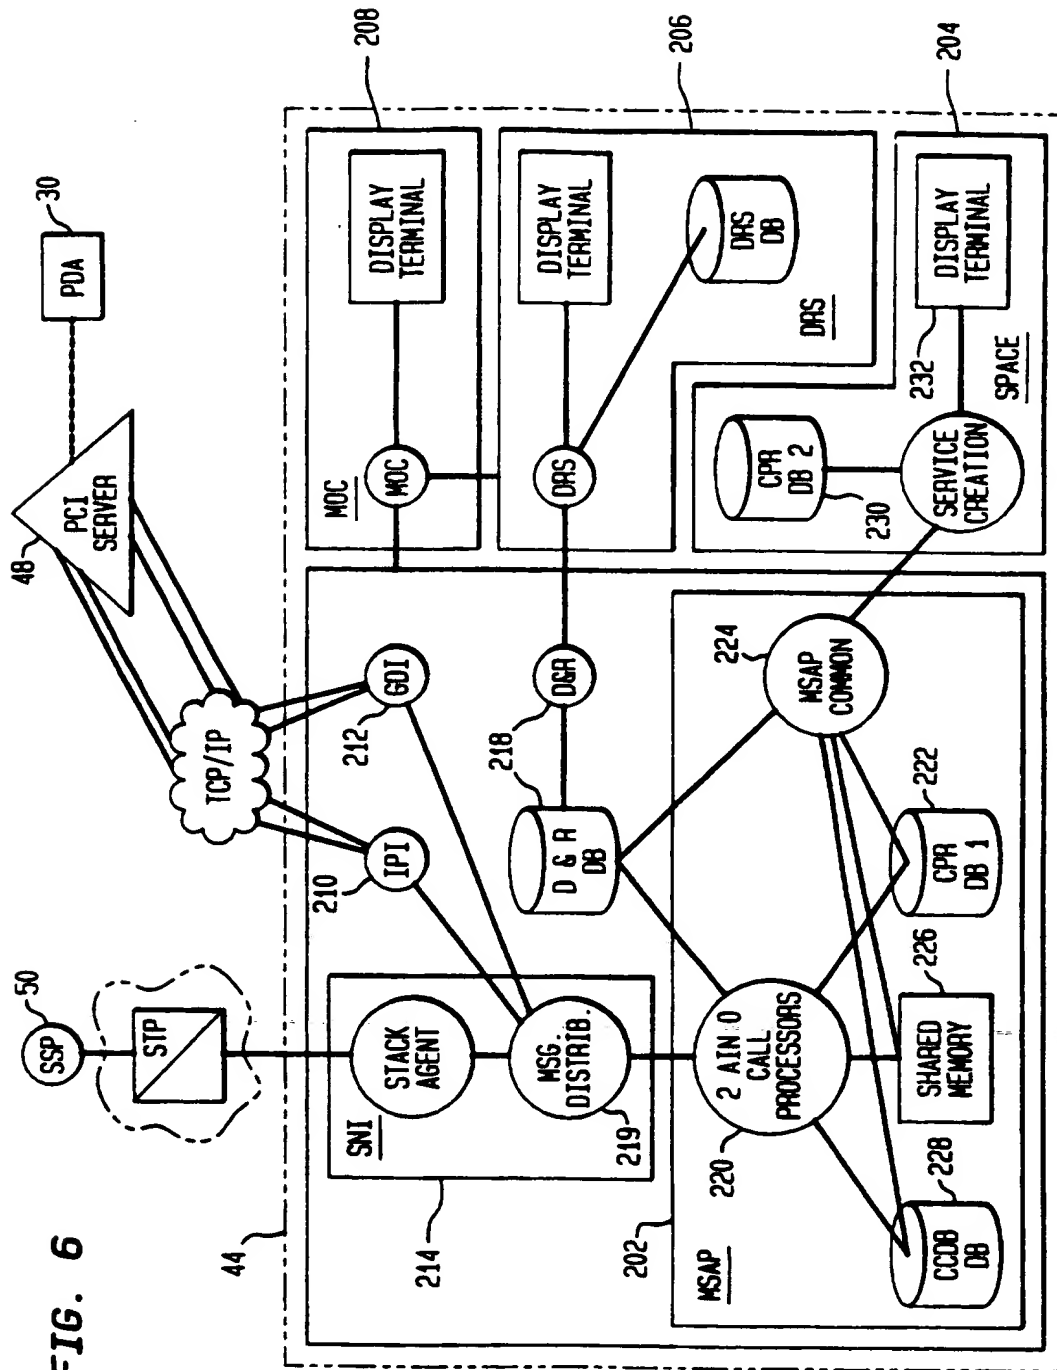 FIG. 6
50
SSP
STP
44
48
PCI
SERVER
30
PDA
TCP/IP
214
SNI
STACK
AGENT
MSG.
DISTRIB.
219
210
IPI
212
GDI
218
D & R
DB
D&R
202
MSAP
220
2 AIN 0
CALL
PROCESSORS
224
MSAP
COMMON
228
CCDB
DB
226
SHARED
MEMORY
222
CPR
DB 1
208
MOC
MOC
DISPLAY
TERMINAL
206
DRS
DISPLAY
TERMINAL
DRS
DB
DRS
204
CPR
DB 2
230
SERVICE
CREATION
232
DISPLAY
TERMINAL
SPACE